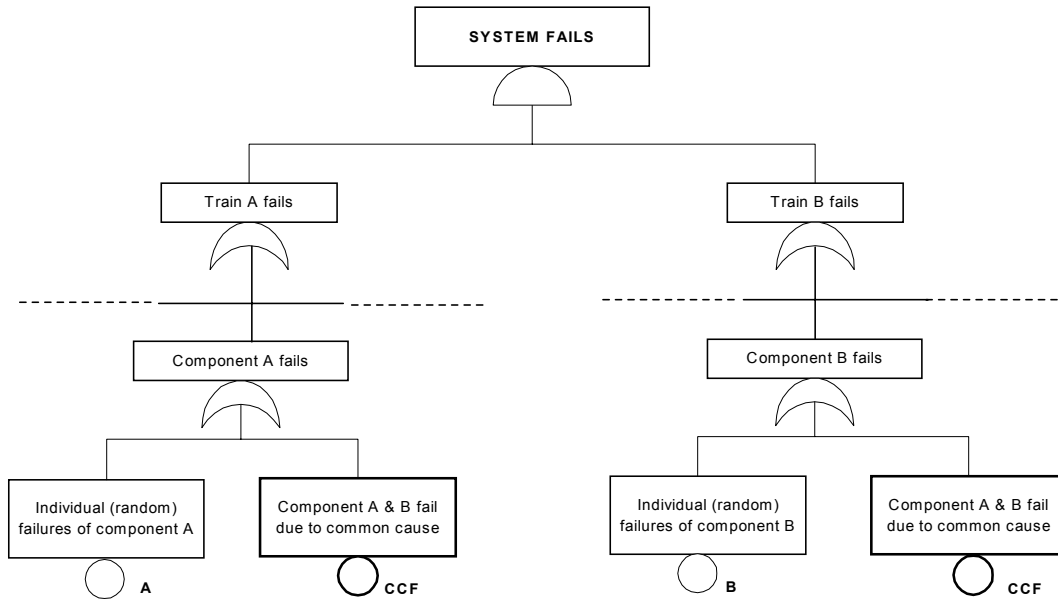 SYSTEM FAILS
Train A fails
Train B fails
Component A fails
Component B fails
Individual (random)
failures of component A
Component A & B fail
due to common cause
Individual (random)
failures of component B
Component A & B fail
due to common cause
A
CCF
B
CCF